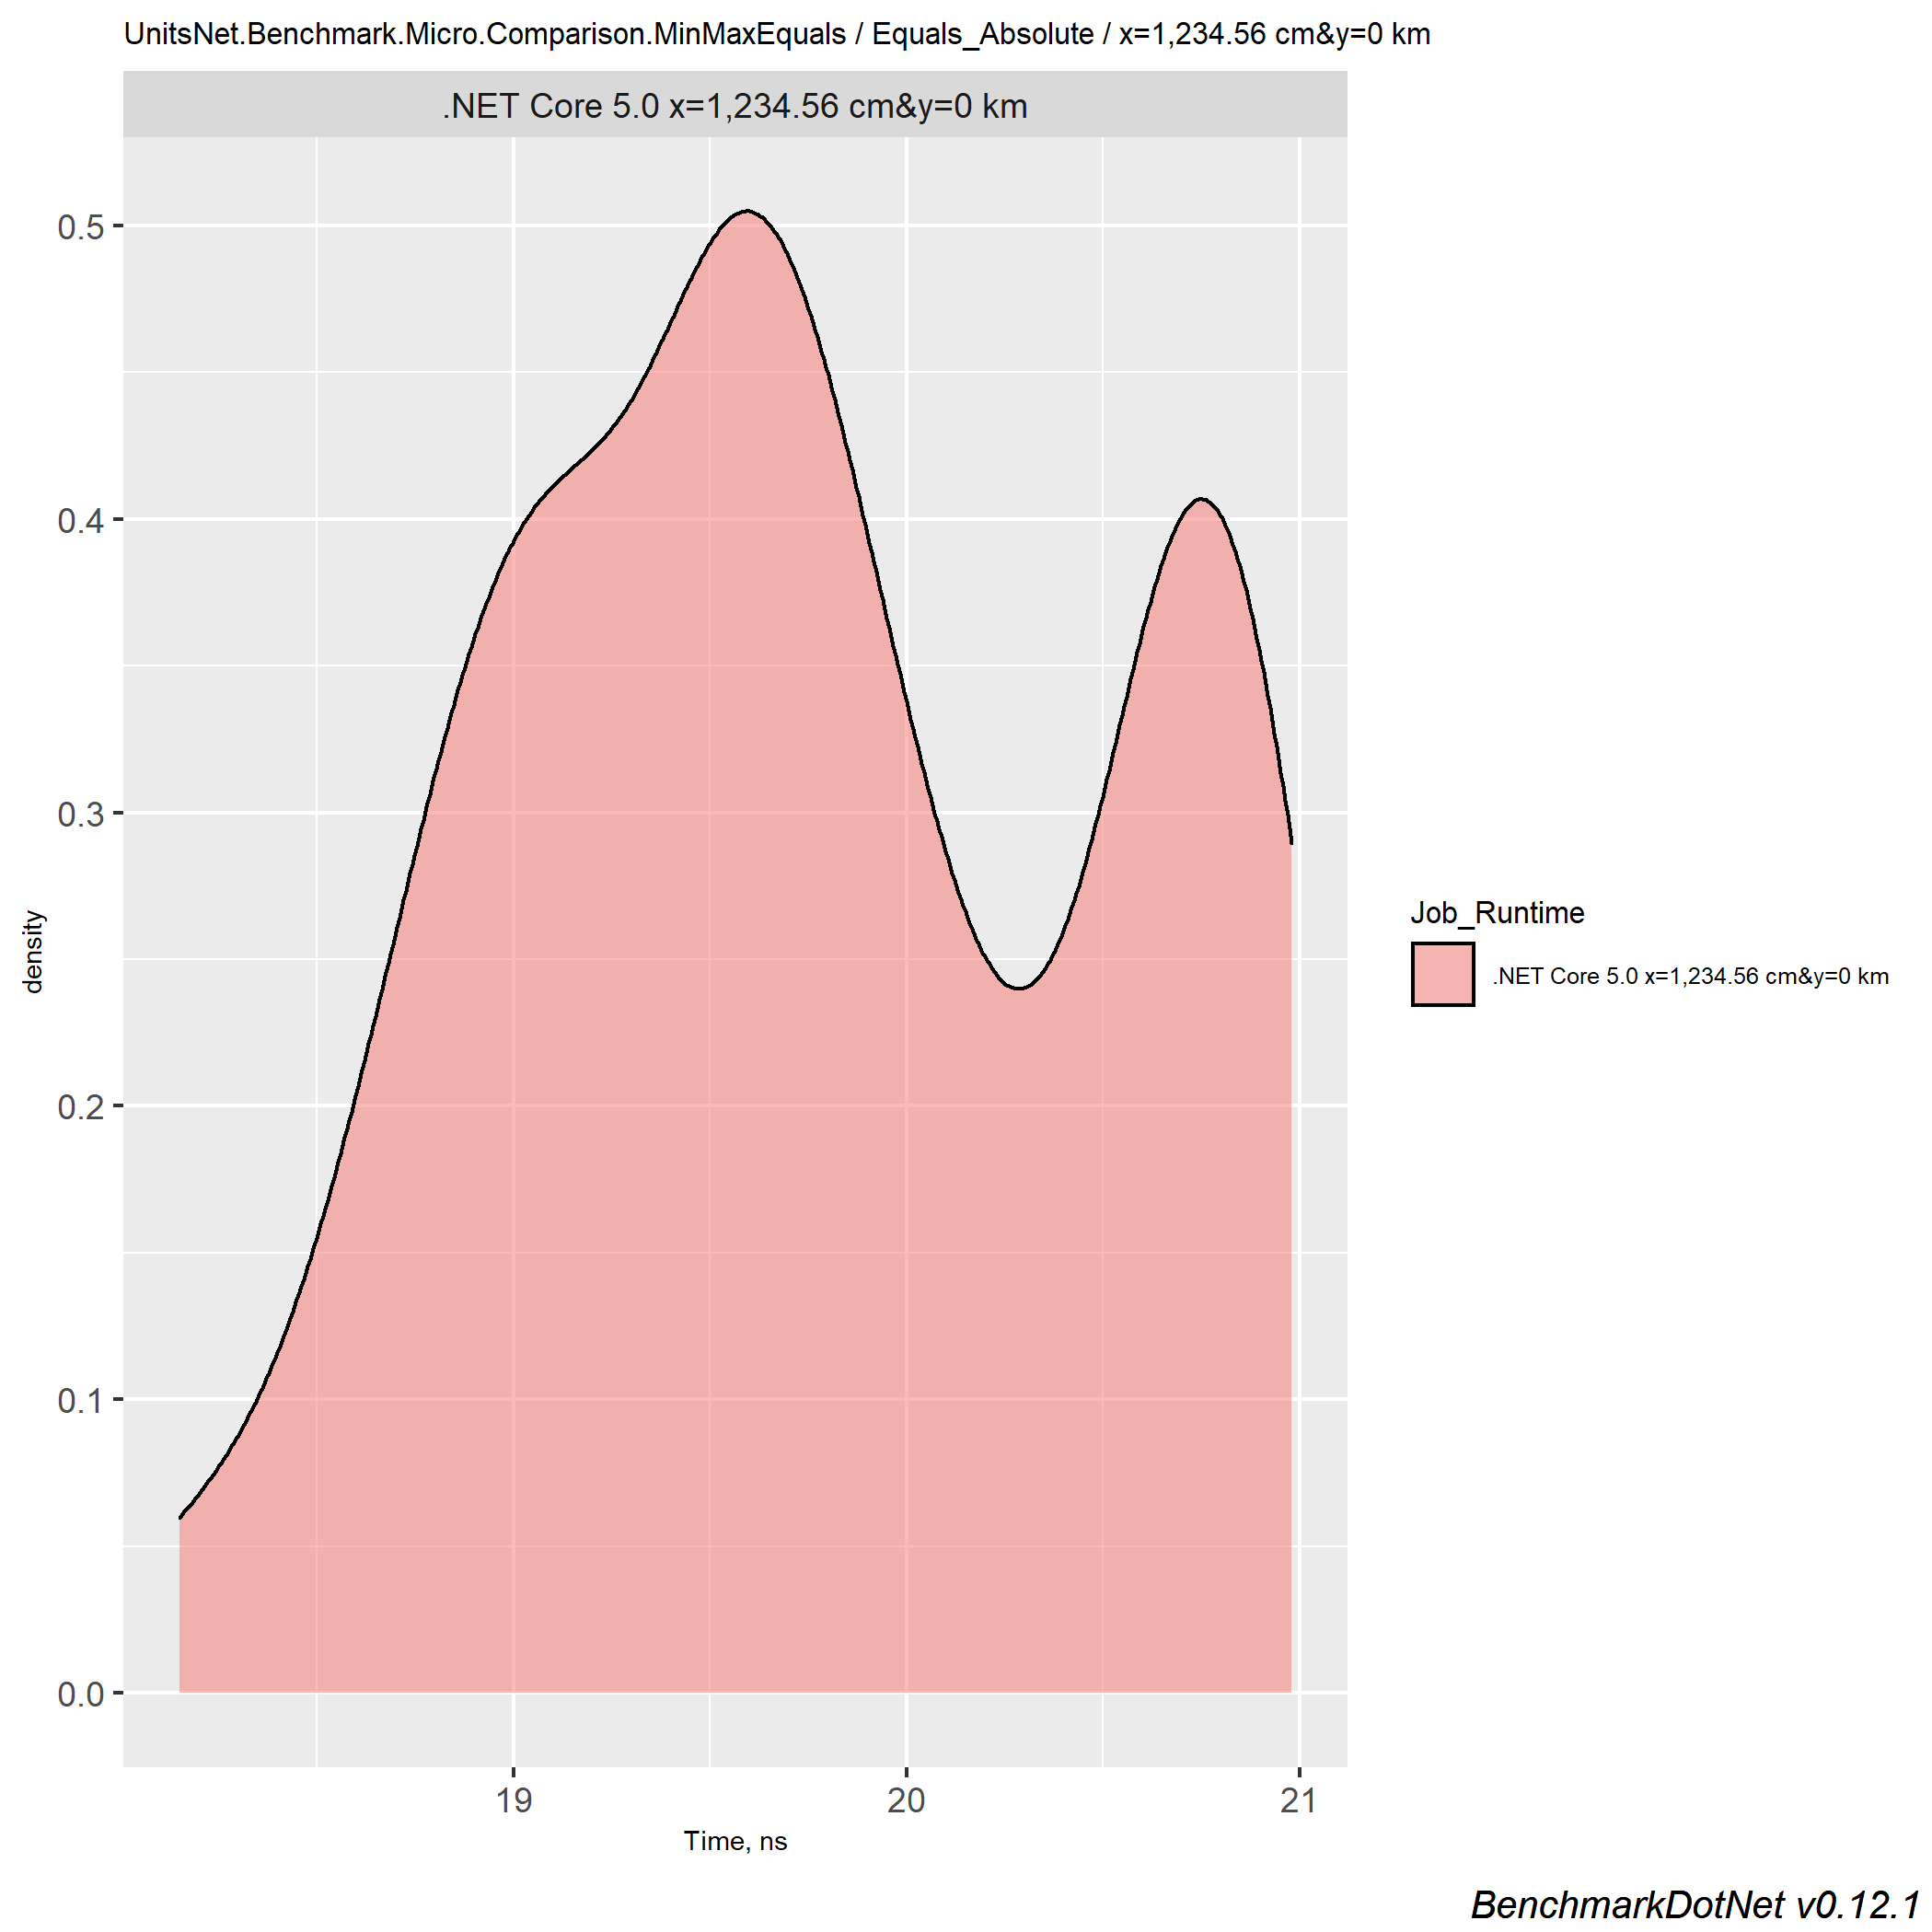 UnitsNet.Benchmark.Micro.Comparison.MinMaxEquals / Equals_Absolute / x=1,234.56 cm&y=0 km
.NET Core 5.0 x=1,234.56 cm&y=0 km
0.5
0.4
0.3
0.2
0.1
0.0
density
19
20
21
Time, ns
Job_Runtime
.NET Core 5.0 x=1,234.56 cm&y=0 km
BenchmarkDotNet v0.12.1